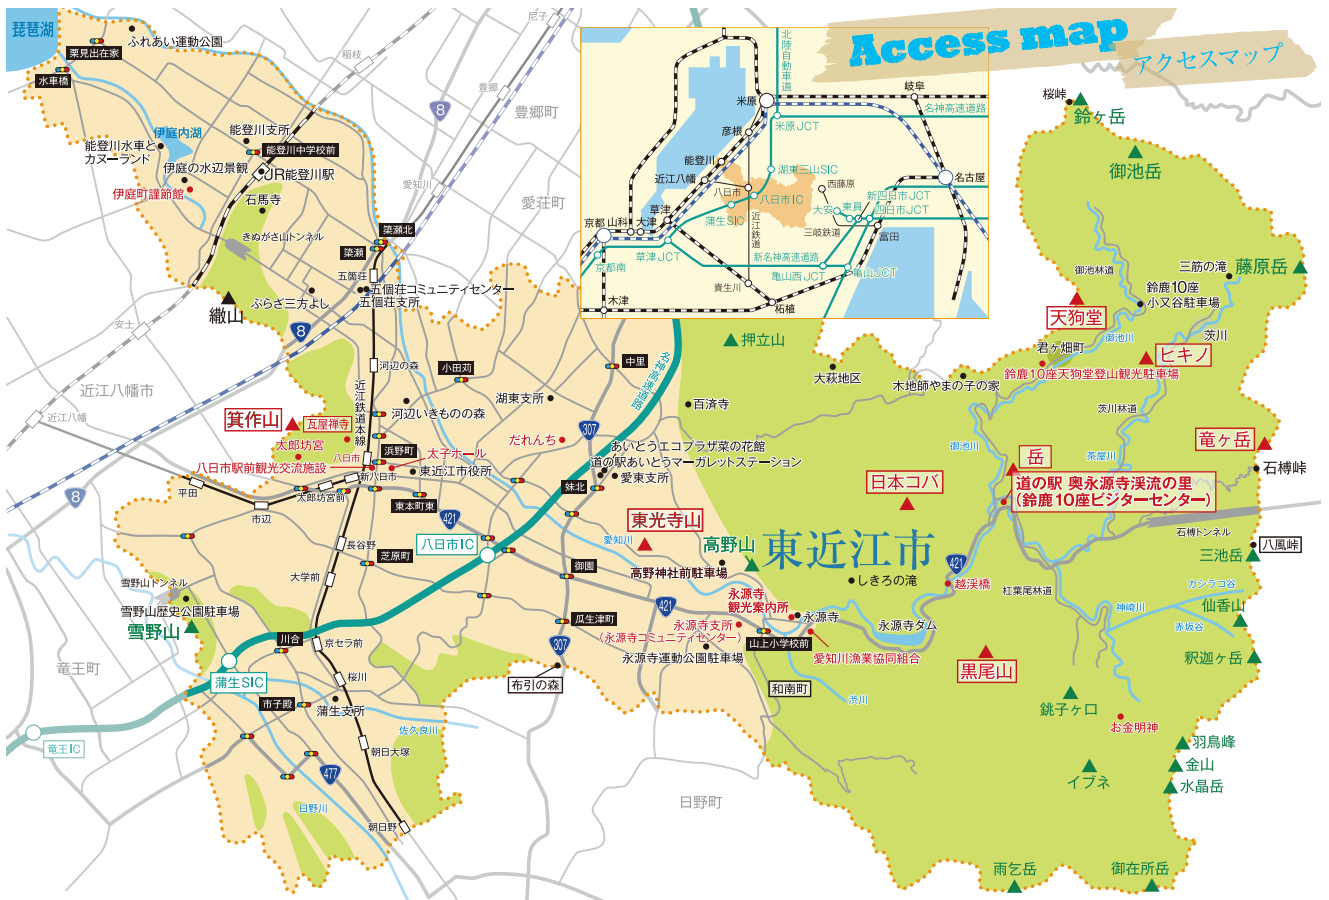 Access map
アクセスマップ
琵琶湖
ふれあい運動公園
栗見出在家
水車橋
能登川水車と
カヌーランド
伊庭内湖
能登川支所
能登川中学校前
伊庭の水辺景観
JR能登川駅
伊庭町謹節館
石馬寺
きぬがさ山トンネル
繖山
ぷらざ三方よし
簗瀬北
簗瀬
五箇荘
五個荘コミュニティセンター
五個荘支所
尼子
稲枝
豊郷
豊郷町
8
愛知川
愛荘町
8
安土
近江八幡市
近江八幡
8
河辺の森
小田苅
近江鉄道本線
河辺いきものの森
湖東支所
中里
名神高速道路
箕作山
瓦屋禅寺
太郎坊宮
八日市
八日市駅前観光交流施設
新八日市
太郎坊宮前
浜野町
太子ホール
東近江市役所
だれんち
307
あいとうエコプラザ菜の花館
道の駅あいとうマーガレットステーション
愛東支所
妹北
平田
市辺
東本町東
421
八日市IC
芝原町
長谷野
大学前
愛知川
御園
瓜生津町
307
421
雪野山トンネル
雪野山歴史公園駐車場
雪野山
川合
京セラ前
蒲生SIC
竜王町
竜王IC
桜川
市子殿
蒲生支所
佐久良川
朝日大塚
477
日野川
朝日野
布引の森
日野町
押立山
百済寺
大萩地区
木地師やまの子の家
東光寺山
高野山
高野神社前駐車場
東近江市
しきろの滝
永源寺
観光案内所
永源寺
永源寺支所
(永源寺コミュニティセンター)
永源寺運動公園駐車場
山上小学校前
愛知川漁業協同組合
永源寺ダム
和南町
渋川
421
越渓橋
日本コバ
黒尾山
桜峠
鈴ヶ岳
御池岳
御池林道
三筋の滝
藤原岳
鈴鹿10座
小又谷駐車場
天狗堂
御池川
茨川
君ヶ畑町
ヒキノ
鈴鹿10座天狗堂登山観光駐車場
茨川林道
御池川
茶屋川
竜ヶ岳
石榑峠
岳
道の駅 奥永源寺渓流の里
(鈴鹿10座ビジターセンター)
石榑トンネル
八風峠
三池岳
杠葉尾林道
カシラコ谷
神崎川
仙香山
赤坂谷
釈迦ヶ岳
銚子ヶ口
お金明神
羽鳥峰
金山
水晶岳
イブネ
雨乞岳
御在所岳
北陸自動車道
米原
岐阜
名神高速道路
米原JCT
彦根
能登川
湖東三山SIC
近江八幡
八日市
八日市IC
名古屋
西藤原
新四日市JCT
大安
東員
四日市JCT
蒲生SIC
近江鉄道
三岐鉄道
富田
京都
山科
大津
草津
草津JCT
新名神高速道路
京都南
亀山西JCT
亀山JCT
貴生川
木津
柘植